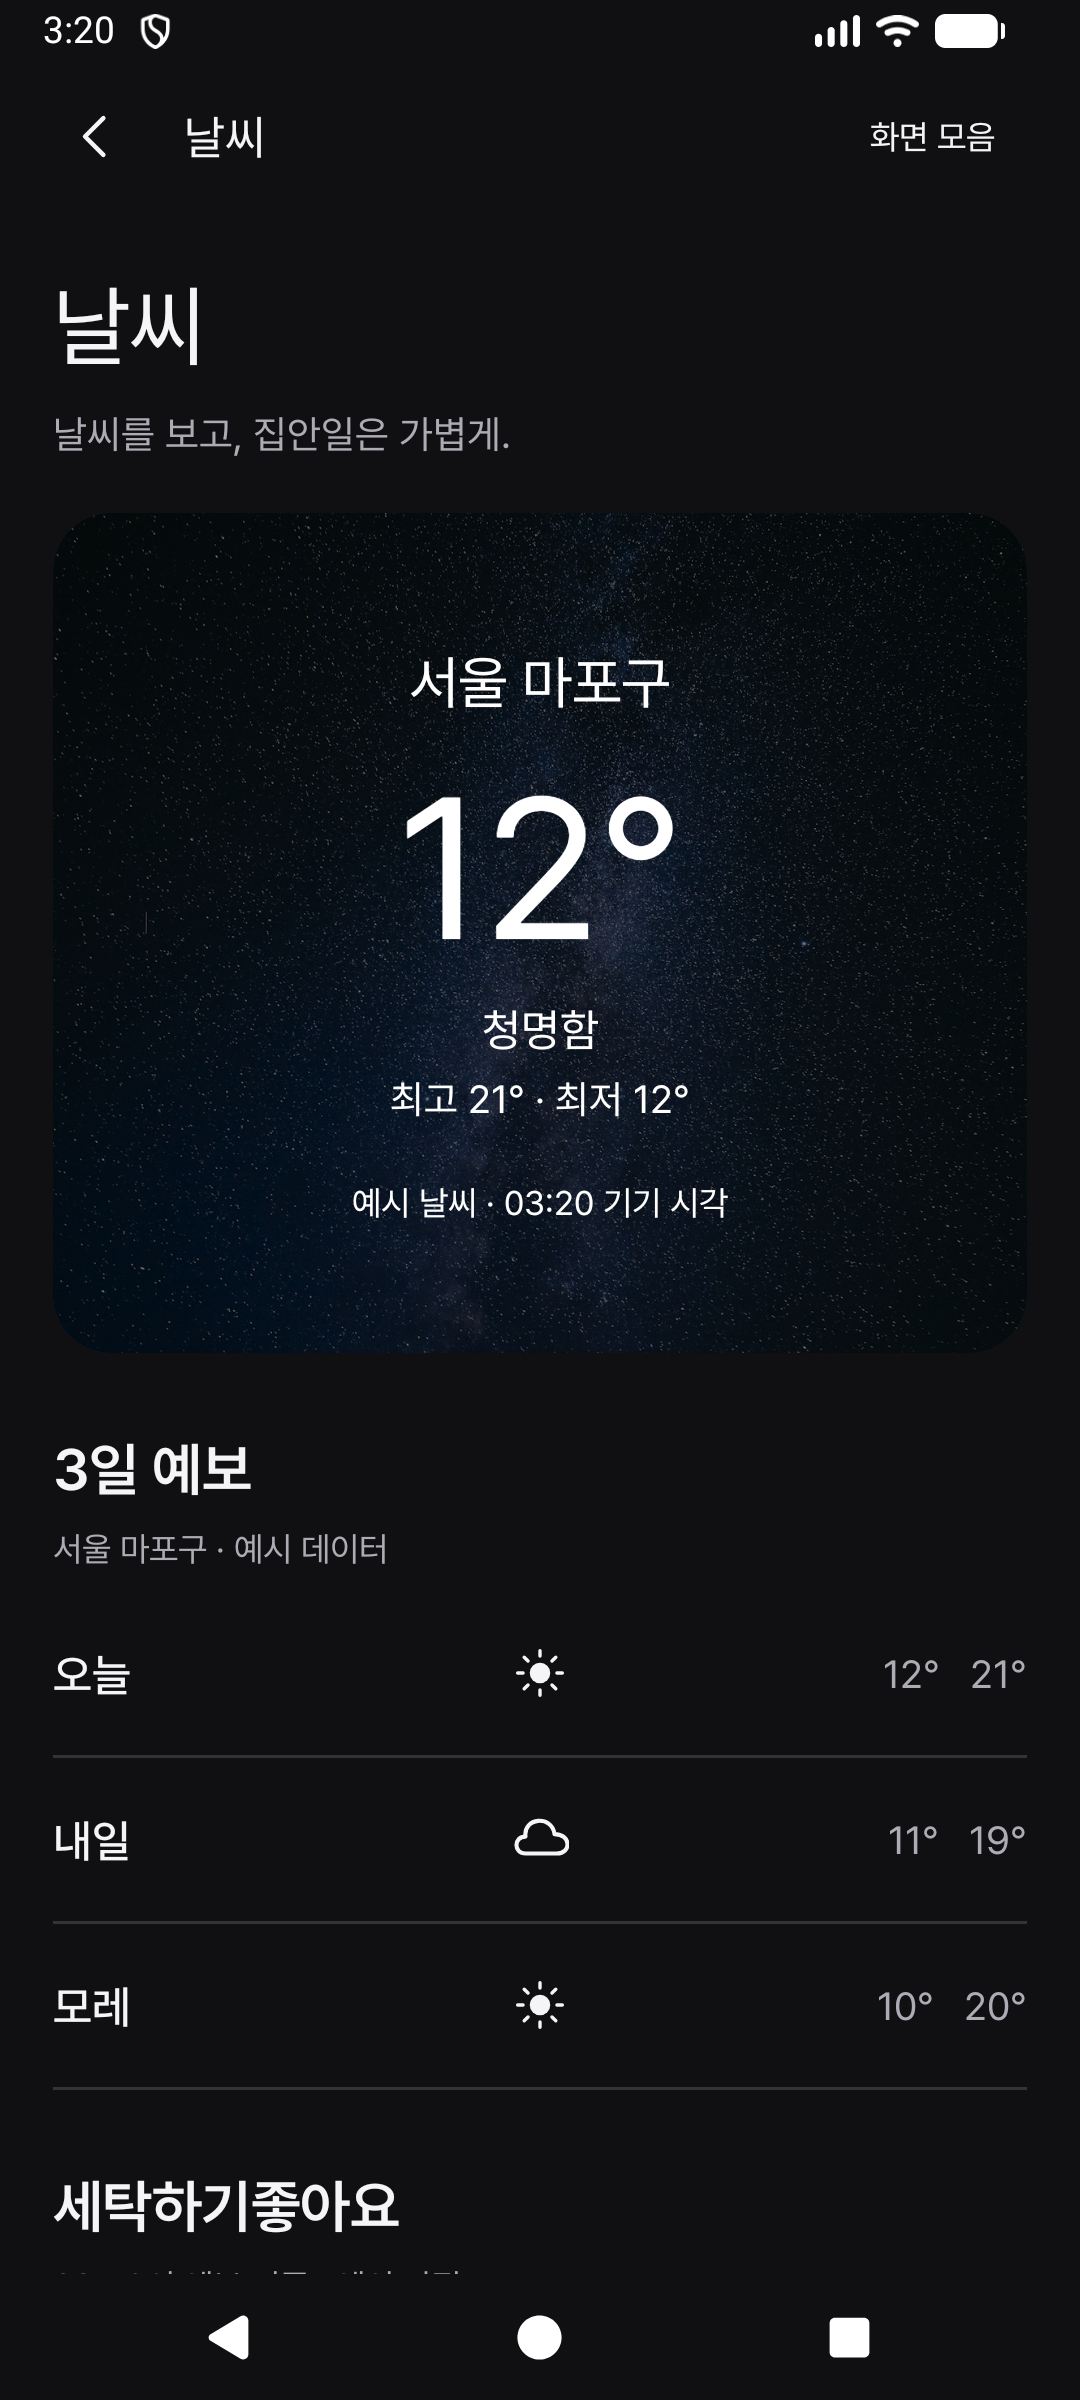 3:20
날씨
화면 모음
날씨
날씨를 보고, 집안일은 가볍게.
서울 마포구
12°
청명함
최고 21° · 최저 12°
예시 날씨 · 03:20 기기 시각
3일 예보
서울 마포구 · 예시 데이터
오늘 12° 21°
내일 11° 19°
모레 10° 20°
세탁하기좋아요